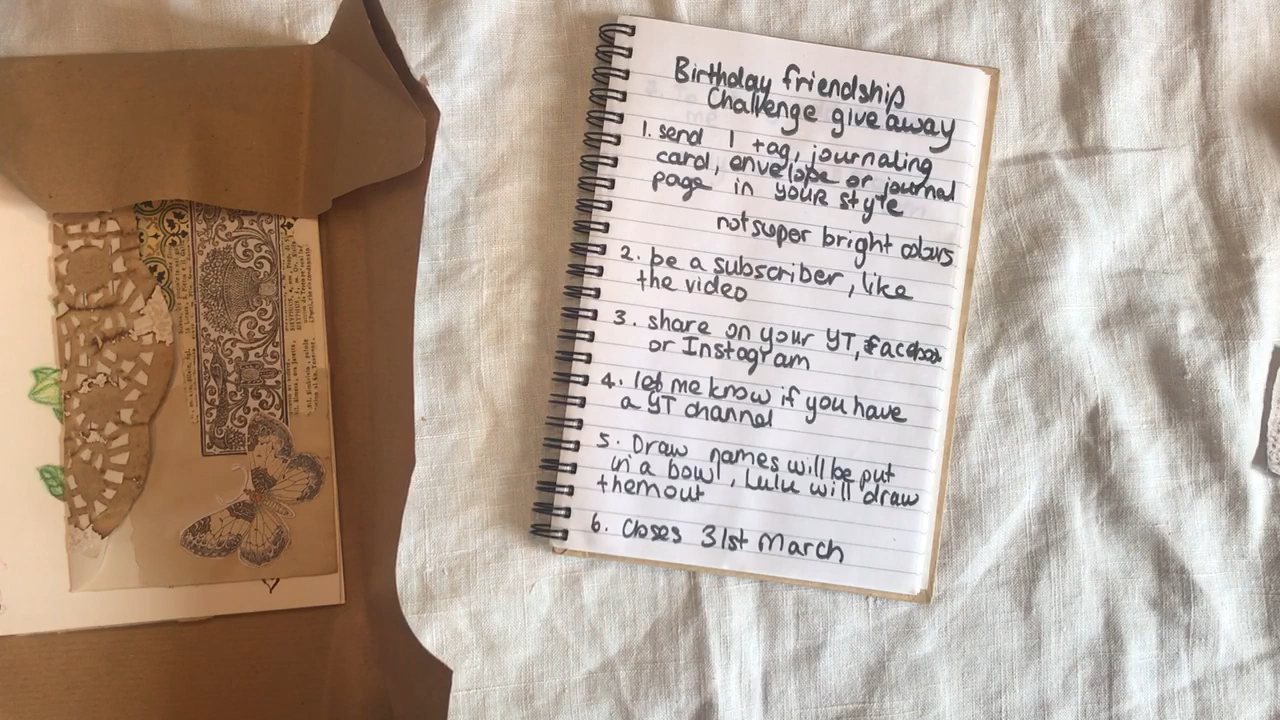 Birthday friendship
Challenge give away
1. send 1 tag, journaling
card, envelope or journal
page in your style
not super bright colours
2. be a subscriber, like
the video
3. share on your YT, facebook
or Instagram
4. let me know if you have
a YT channel
5. Draw names will be put
in a bowl, Lulu will draw
them out
6. Closes 31st March